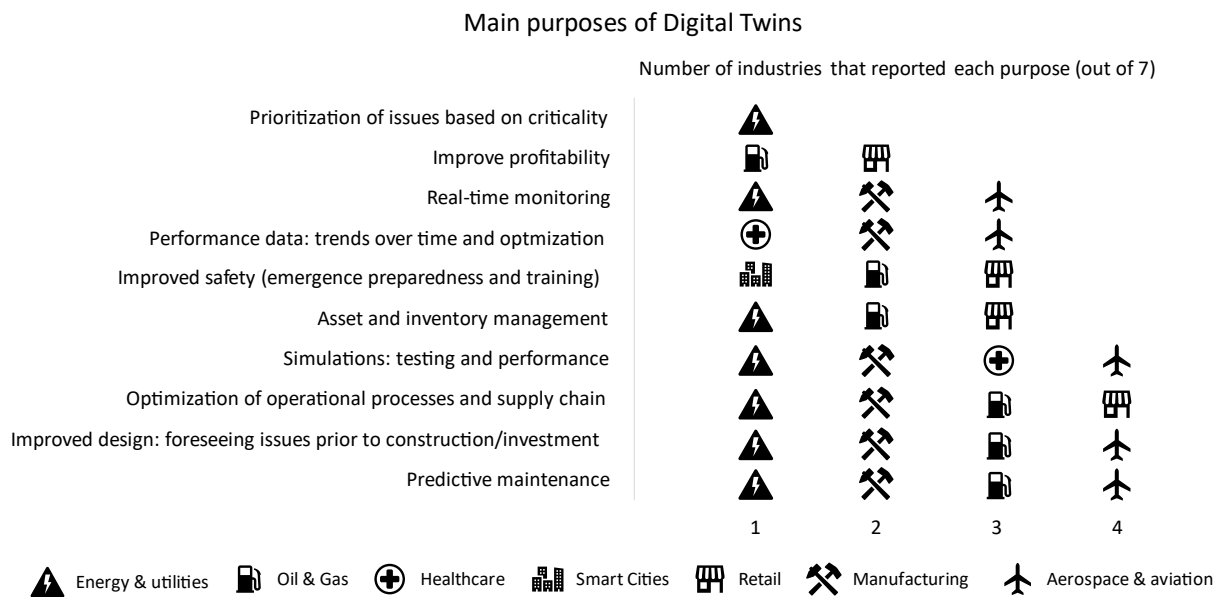 Main purposes of Digital Twins
Number of industries that reported each purpose (out of 7)
Prioritization of issues based on criticality
Improve profitability
Real-time monitoring
Performance data: trends over time and optmization
Improved safety (emergence preparedness and training)
Asset and inventory management
Simulations: testing and performance
Optimization of operational processes and supply chain
Improved design: foreseeing issues prior to construction/investment
Predictive maintenance
1 2 3 4
Energy & utilities Oil & Gas Healthcare Smart Cities Retail Manufacturing Aerospace & aviation